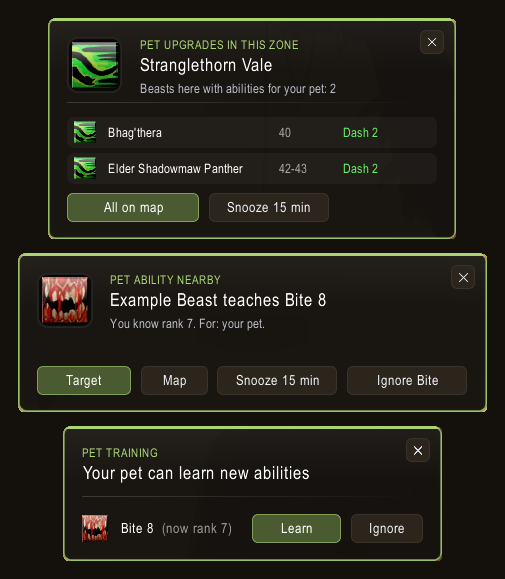 PET UPGRADES IN THIS ZONE
Stranglethorn Vale
Beasts here with abilities for your pet: 2
Bhag'thera 40 Dash 2
Elder Shadowmaw Panther 42-43 Dash 2
All on map Snooze 15 min
PET ABILITY NEARBY
Example Beast teaches Bite 8
You know rank 7. For: your pet.
Target Map Snooze 15 min Ignore Bite
PET TRAINING
Your pet can learn new abilities
Bite 8 (now rank 7) Learn Ignore